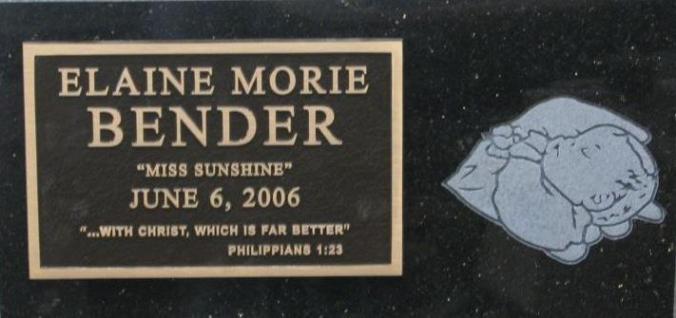 ELAINE MORIE
BENDER
"MISS SUNSHINE"
JUNE 6, 2006
"...WITH CHRIST, WHICH IS FAR BETTER"
PHILIPPIANS 1:23